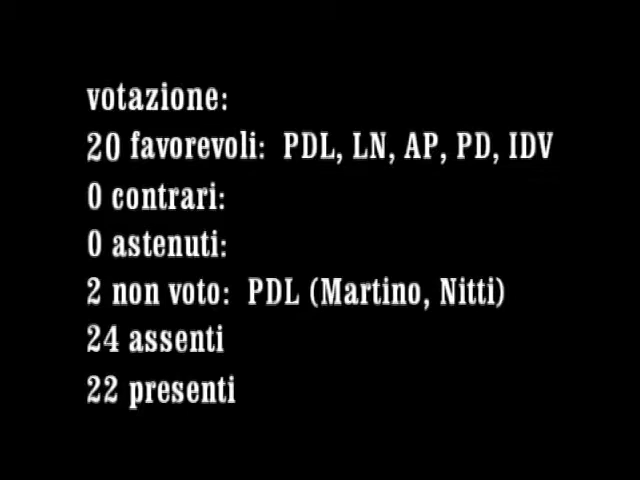 votazione:
20 favorevoli: PDL, LN, AP, PD, IDV
0 contrari:
0 astenuti:
2 non voto: PDL (Martino, Nitti)
24 assenti
22 presenti